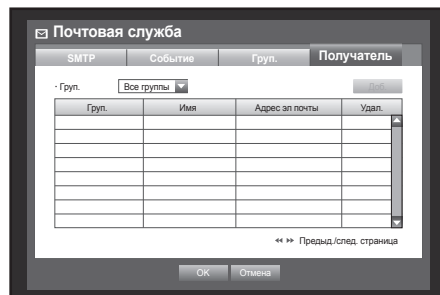 Почтовая служба
SMTP Событие Груп. Получатель
- Груп. Все группы Доб.
Груп. Имя Адрес эл почты Удал.
Предыд./след. страница
OK Отмена